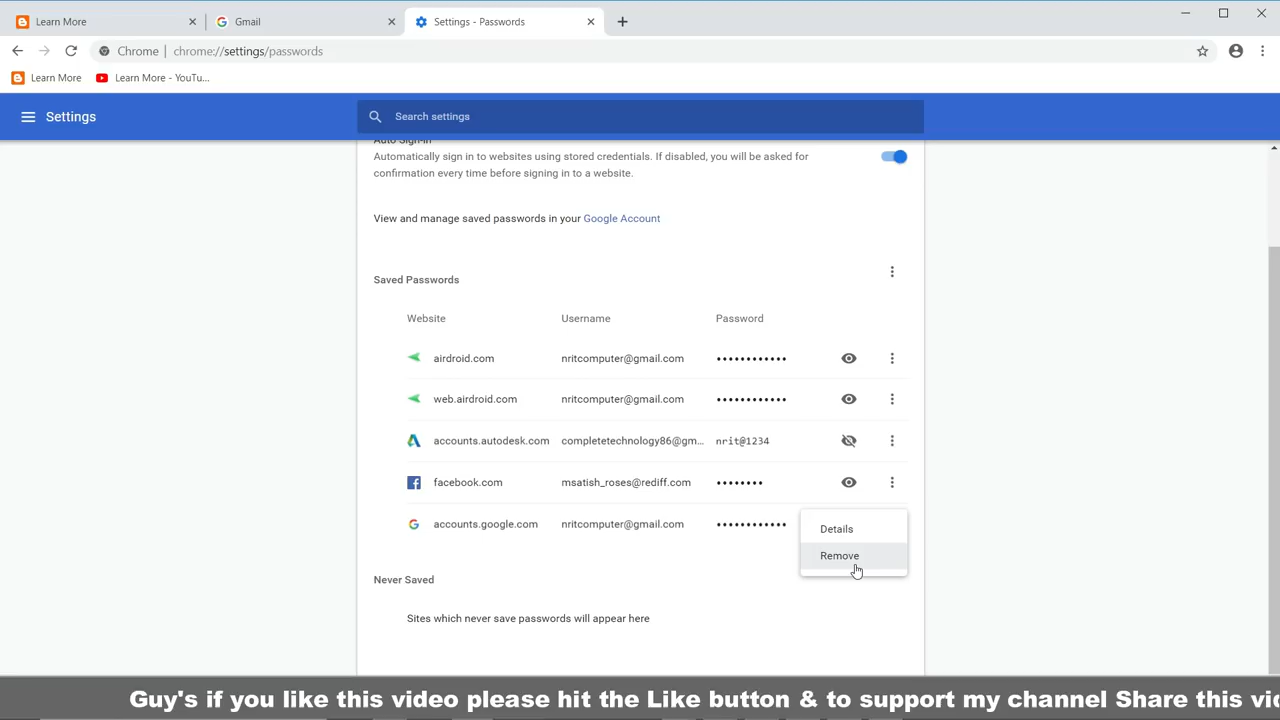 Learn More
Gmail
Settings - Passwords
Chrome | chrome://settings/passwords
Learn More
Learn More - YouTu...
Settings
Search settings
Auto Sign-in
Automatically sign in to websites using stored credentials. If disabled, you will be asked for
confirmation every time before signing in to a website.
View and manage saved passwords in your Google Account
Saved Passwords
Website Username Password
airdroid.com nritcomputer@gmail.com ••••••••••••
web.airdroid.com nritcomputer@gmail.com ••••••••••••
accounts.autodesk.com completetechnology86@gm... nrit@1234
facebook.com msatish_roses@rediff.com ••••••••
accounts.google.com nritcomputer@gmail.com ••••••••••••
Details
Remove
Never Saved
Sites which never save passwords will appear here
Guy's if you like this video please hit the Like button & to support my channel Share this vi